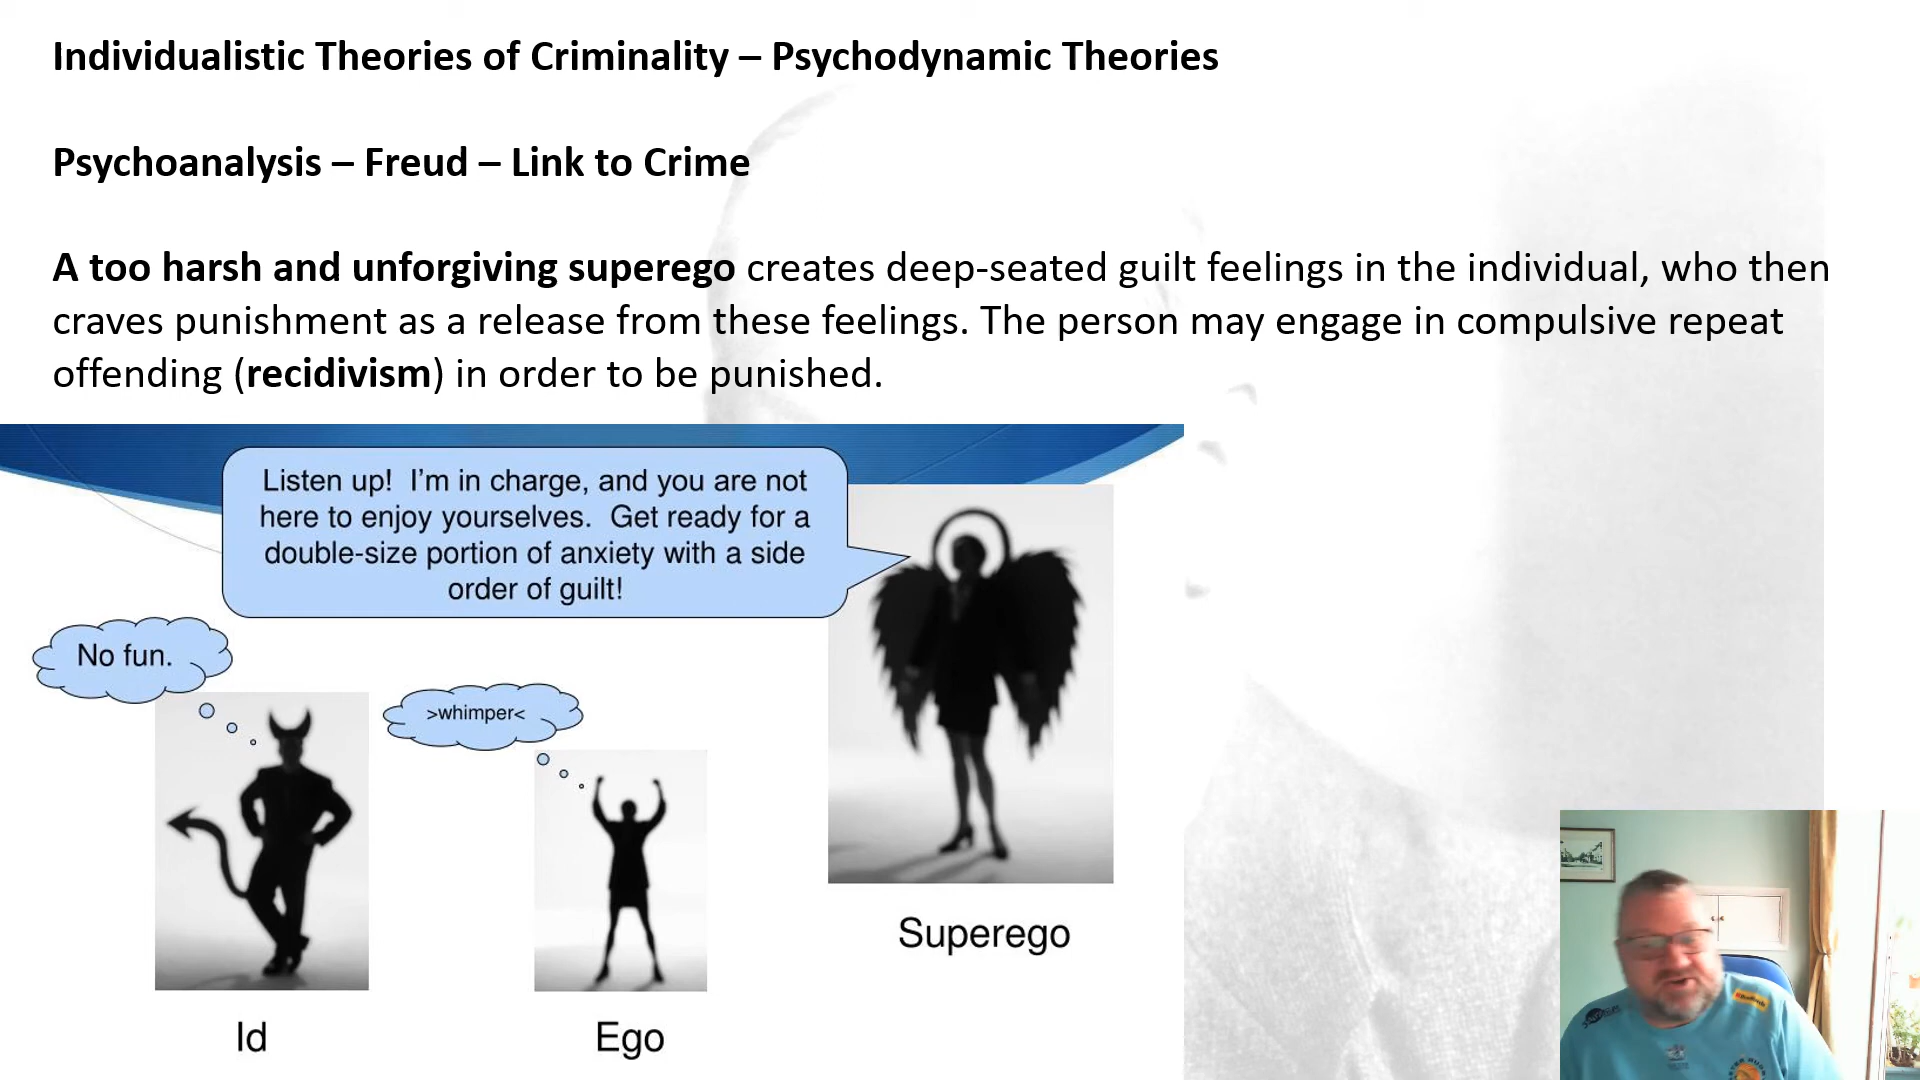 Individualistic Theories of Criminality – Psychodynamic Theories
Psychoanalysis – Freud – Link to Crime
A too harsh and unforgiving superego creates deep-seated guilt feelings in the individual, who then
craves punishment as a release from these feelings. The person may engage in compulsive repeat
offending (recidivism) in order to be punished.
Listen up! I'm in charge, and you are not
here to enjoy yourselves. Get ready for a
double-size portion of anxiety with a side
order of guilt!
No fun.
>whimper<
Superego
Id
Ego